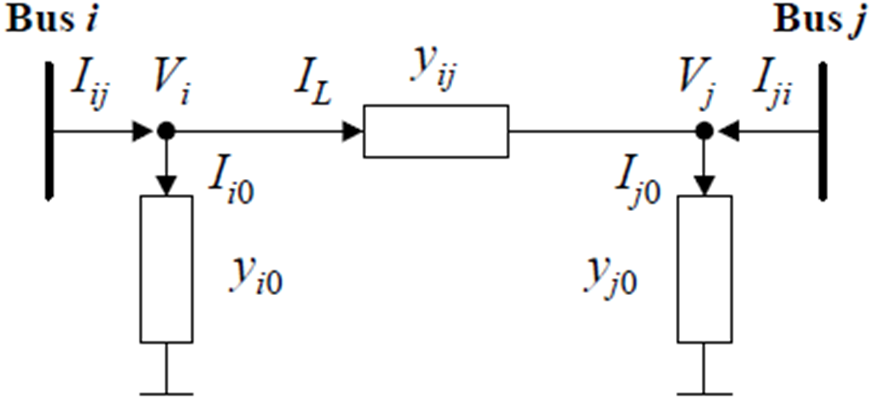 Bus i Bus j
I_ij V_i I_L y_ij V_j I_ji
I_i0 I_j0
y_i0 y_j0